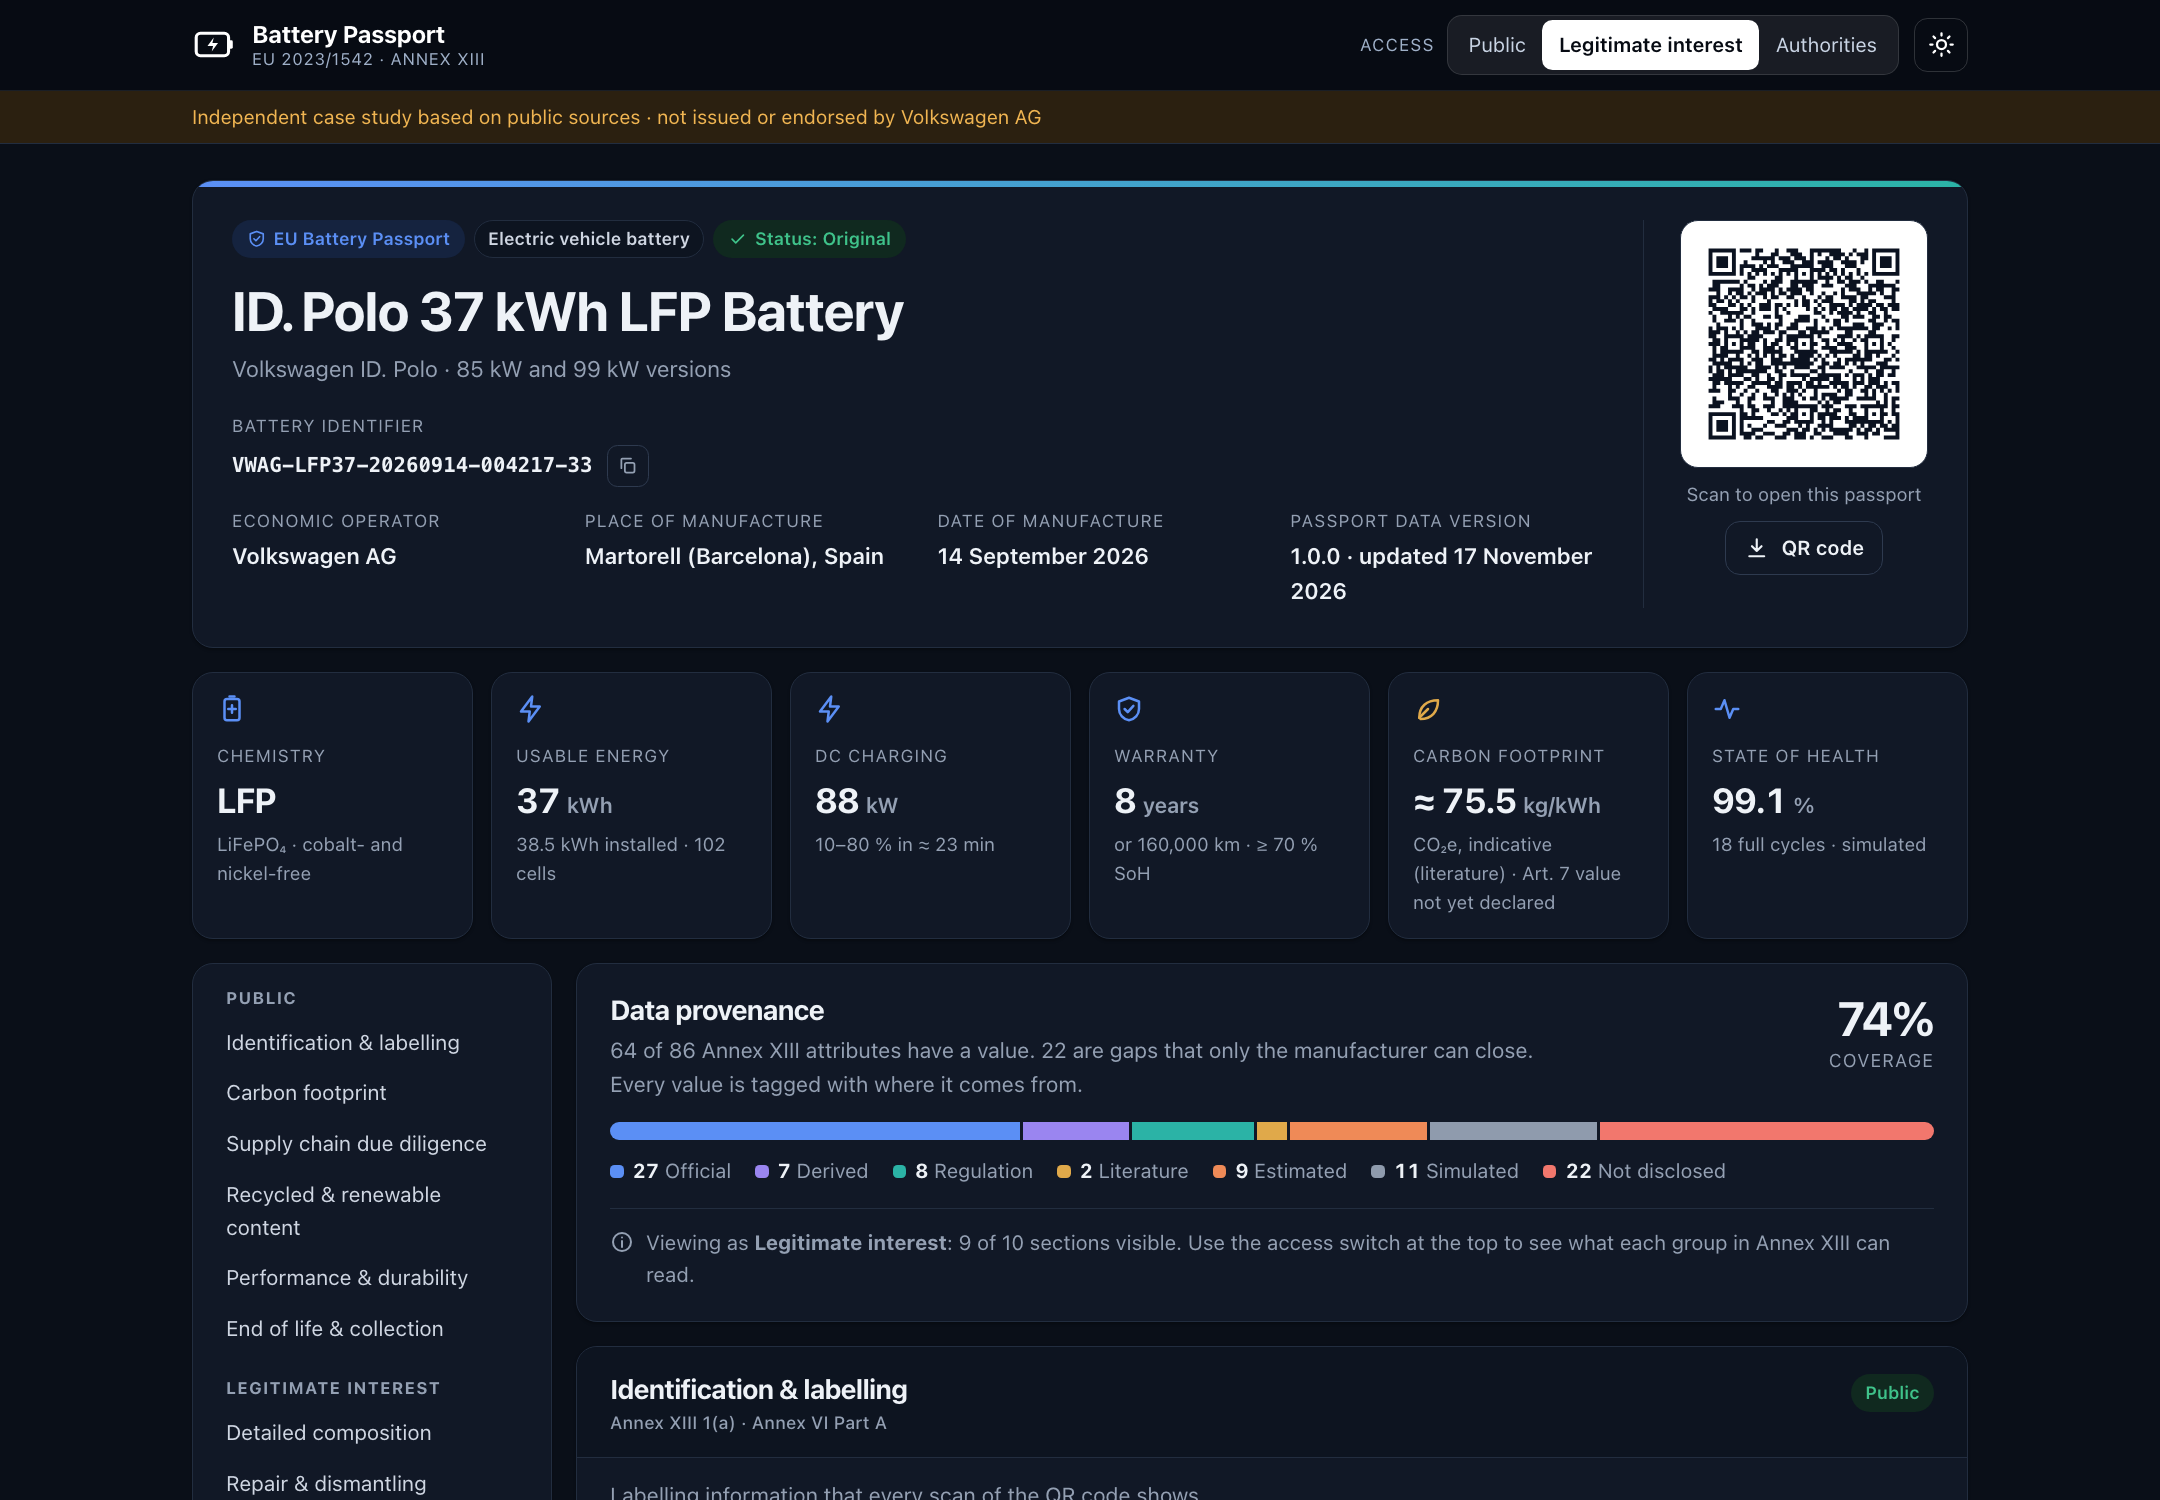 Battery Passport
EU 2023/1542 · ANNEX XIII
ACCESS
Public
Legitimate interest
Authorities
Independent case study based on public sources · not issued or endorsed by Volkswagen AG
EU Battery Passport
Electric vehicle battery
Status: Original
ID. Polo 37 kWh LFP Battery
Volkswagen ID. Polo · 85 kW and 99 kW versions
BATTERY IDENTIFIER
VWAG-LFP37-20260914-004217-33
ECONOMIC OPERATOR
Volkswagen AG
PLACE OF MANUFACTURE
Martorell (Barcelona), Spain
DATE OF MANUFACTURE
14 September 2026
PASSPORT DATA VERSION
1.0.0 · updated 17 November
2026
Scan to open this passport
QR code
CHEMISTRY
LFP
LiFePO₄ · cobalt- and
nickel-free
USABLE ENERGY
37 kWh
38.5 kWh installed · 102
cells
DC CHARGING
88 kW
10–80 % in ≈ 23 min
WARRANTY
8 years
or 160,000 km · ≥ 70 %
SoH
CARBON FOOTPRINT
≈ 75.5 kg/kWh
CO₂e, indicative
(literature) · Art. 7 value
not yet declared
STATE OF HEALTH
99.1 %
18 full cycles · simulated
PUBLIC
Identification & labelling
Carbon footprint
Supply chain due diligence
Recycled & renewable
content
Performance & durability
End of life & collection
LEGITIMATE INTEREST
Detailed composition
Repair & dismantling
Data provenance
64 of 86 Annex XIII attributes have a value. 22 are gaps that only the manufacturer can close.
Every value is tagged with where it comes from.
74%
COVERAGE
27 Official
7 Derived
8 Regulation
2 Literature
9 Estimated
11 Simulated
22 Not disclosed
Viewing as Legitimate interest: 9 of 10 sections visible. Use the access switch at the top to see what each group in Annex XIII can
read.
Identification & labelling
Annex XIII 1(a) · Annex VI Part A
Public
Labelling information that every scan of the QR code shows